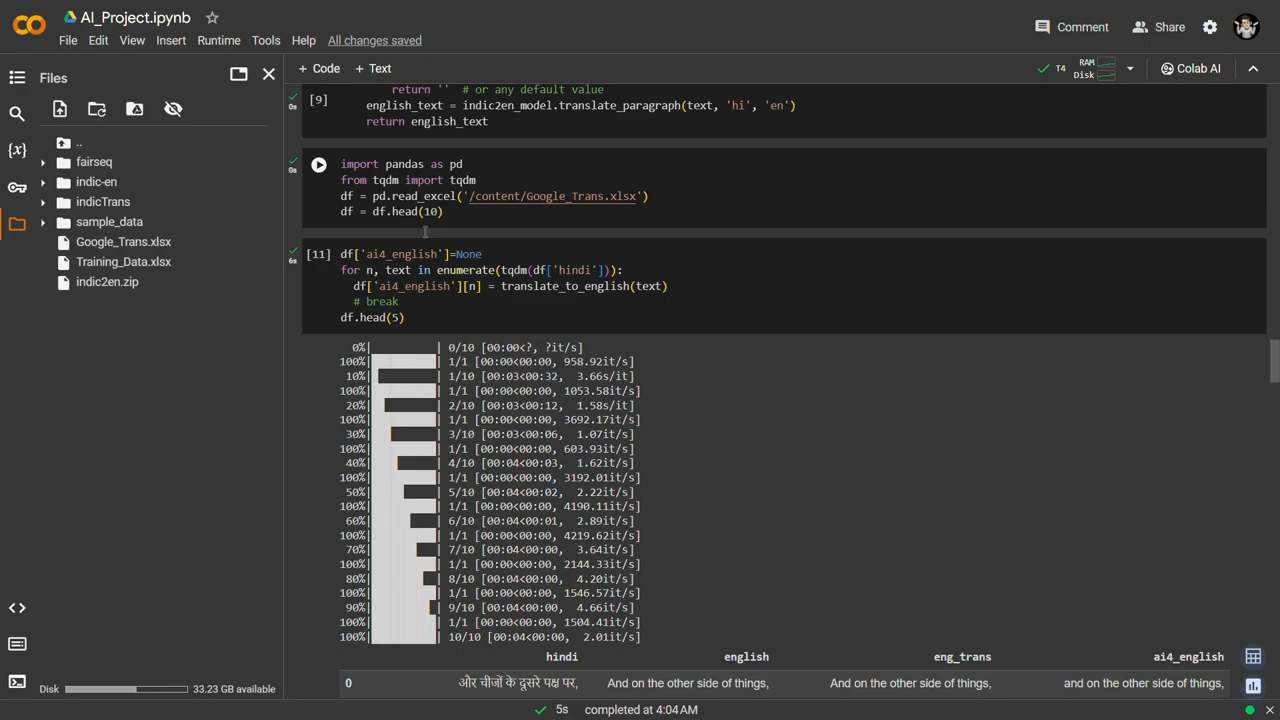 AI_Project.ipynb
File Edit View Insert Runtime Tools Help All changes saved
Comment Share
Files
+ Code + Text
T4 RAM Disk
Colab AI
..
fairseq
indic-en
indicTrans
sample_data
Google_Trans.xlsx
Training_Data.xlsx
indic2en.zip
Disk 33.23 GB available
0s
[9]
return '' # or any default value
english_text = indic2en_model.translate_paragraph(text, 'hi', 'en')
return english_text
0s
import pandas as pd
from tqdm import tqdm
df = pd.read_excel('/content/Google_Trans.xlsx')
df = df.head(10)
6s
[11]
df['ai4_english']=None
for n, text in enumerate(tqdm(df['hindi'])):
df['ai4_english'][n] = translate_to_english(text)
# break
df.head(5)
0%| | 0/10 [00:00<?, ?it/s]
100%| | 1/1 [00:00<00:00, 958.92it/s]
10%| | 1/10 [00:03<00:32, 3.66s/it]
100%| | 1/1 [00:00<00:00, 1053.58it/s]
20%| | 2/10 [00:03<00:12, 1.58s/it]
100%| | 1/1 [00:00<00:00, 3692.17it/s]
30%| | 3/10 [00:03<00:06, 1.07it/s]
100%| | 1/1 [00:00<00:00, 603.93it/s]
40%| | 4/10 [00:04<00:03, 1.62it/s]
100%| | 1/1 [00:00<00:00, 3192.01it/s]
50%| | 5/10 [00:04<00:02, 2.22it/s]
100%| | 1/1 [00:00<00:00, 4190.11it/s]
60%| | 6/10 [00:04<00:01, 2.89it/s]
100%| | 1/1 [00:00<00:00, 4219.62it/s]
70%| | 7/10 [00:04<00:00, 3.64it/s]
100%| | 1/1 [00:00<00:00, 2144.33it/s]
80%| | 8/10 [00:04<00:00, 4.20it/s]
100%| | 1/1 [00:00<00:00, 1546.57it/s]
90%| | 9/10 [00:04<00:00, 4.66it/s]
100%| | 1/1 [00:00<00:00, 1504.41it/s]
100%| | 10/10 [00:04<00:00, 2.01it/s]
hindi english eng_trans ai4_english
0 और चीजों के दूसरे पक्ष पर, And on the other side of things, And on the other side of things, and on the other side of things,
5s completed at 4:04AM